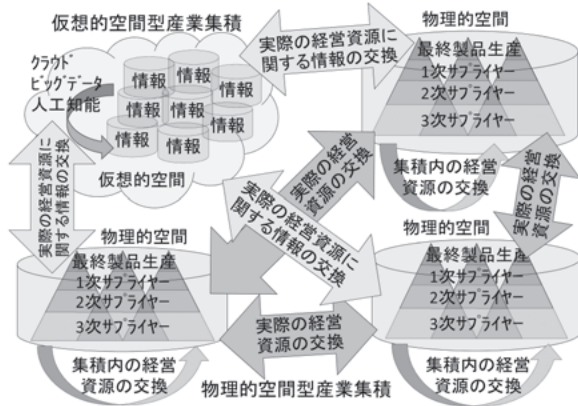 仮想的空間型産業集積
クラウド
ビッグデータ
人工知能
情報
情報
情報
情報
情報
情報
情報
情報
情報
仮想的空間
実際の経営資源に
関する情報の交換
物理的空間
最終製品生産
1次サプライヤー
2次サプライヤー
3次サプライヤー
集積内の経営
資源の交換
実際の経営資源に
関する情報の交換
実際の経営
資源の交換
実際の経営資源に
関する情報の交換
実際の経営
資源の交換
物理的空間
最終製品生産
1次サプライヤー
2次サプライヤー
3次サプライヤー
集積内の経営
資源の交換
実際の経営
資源の交換
物理的空間
最終製品生産
1次サプライヤー
2次サプライヤー
3次サプライヤー
集積内の経営
資源の交換
物理的空間型産業集積